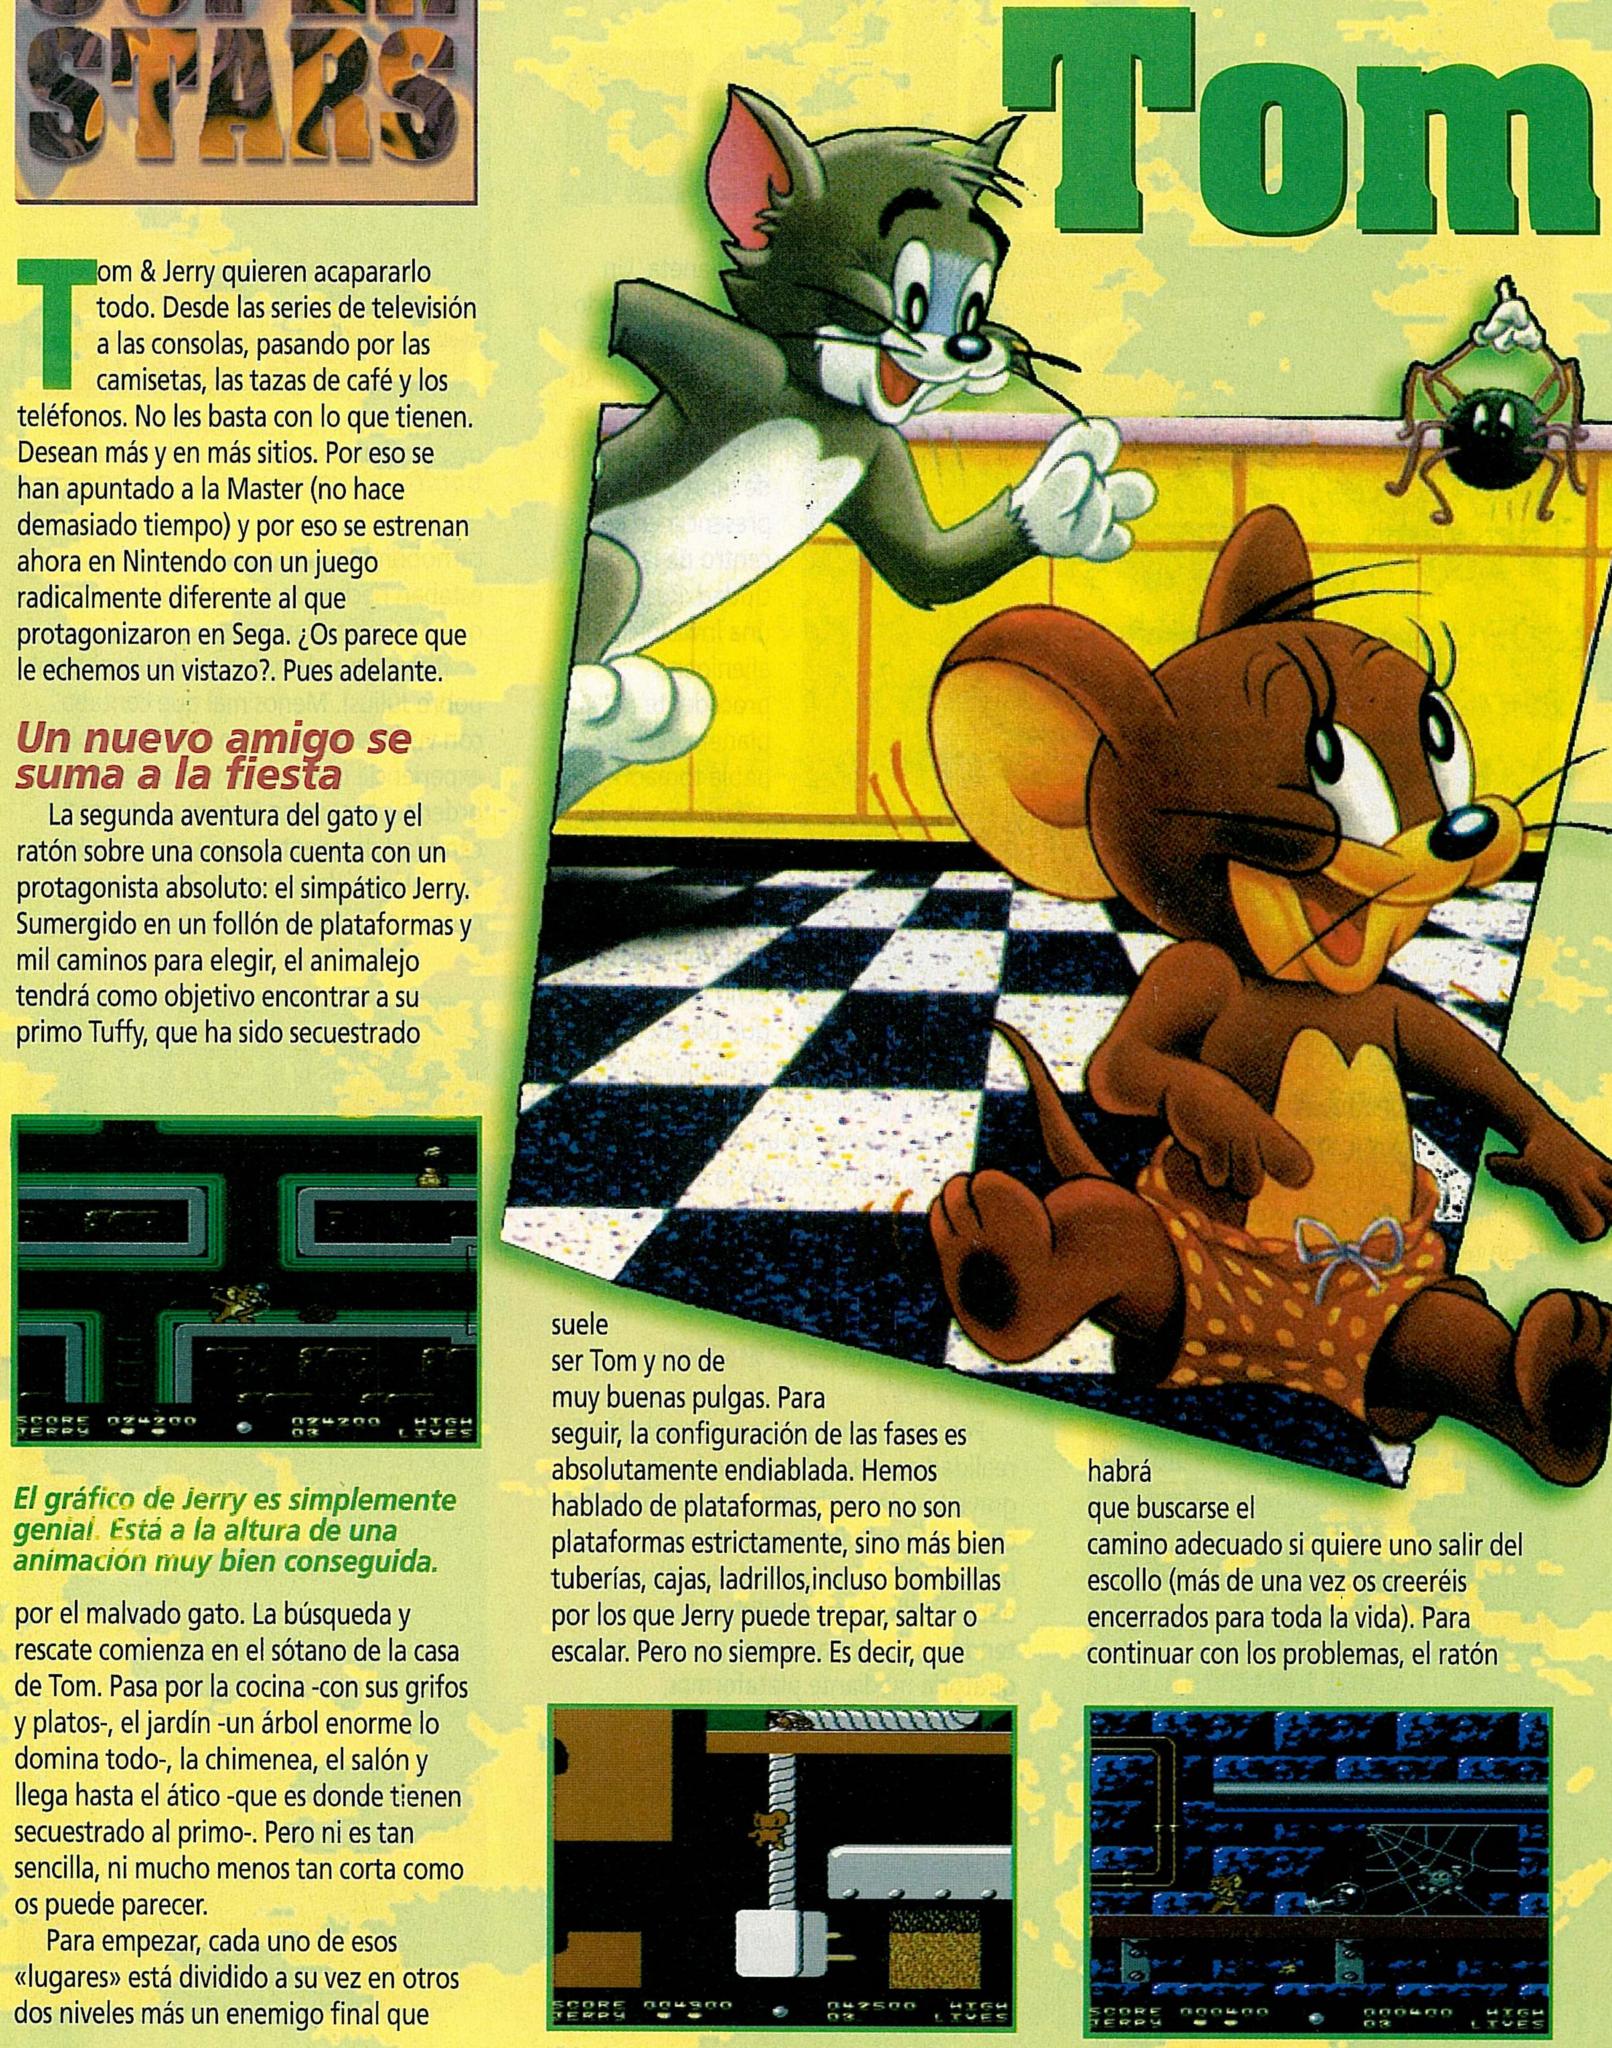 SUPER
STARS
Tom
Tom & Jerry quieren acapararlo
todo. Desde las series de televisión
a las consolas, pasando por las
camisetas, las tazas de café y los
teléfonos. No les basta con lo que tienen.
Desean más y en más sitios. Por eso se
han apuntado a la Master (no hace
demasiado tiempo) y por eso se estrenan
ahora en Nintendo con un juego
radicalmente diferente al que
protagonizaron en Sega. ¿Os parece que
le echemos un vistazo?. Pues adelante.
Un nuevo amigo se
suma a la fiesta
La segunda aventura del gato y el
ratón sobre una consola cuenta con un
protagonista absoluto: el simpático Jerry.
Sumergido en un follón de plataformas y
mil caminos para elegir, el animalejo
tendrá como objetivo encontrar a su
primo Tuffy, que ha sido secuestrado
SCORE 024200 024200 HIGH
JERRY 03 LIVES
El gráfico de Jerry es simplemente
genial. Está a la altura de una
animación muy bien conseguida.
por el malvado gato. La búsqueda y
rescate comienza en el sótano de la casa
de Tom. Pasa por la cocina -con sus grifos
y platos-, el jardín -un árbol enorme lo
domina todo-, la chimenea, el salón y
llega hasta el ático -que es donde tienen
secuestrado al primo-. Pero ni es tan
sencilla, ni mucho menos tan corta como
os puede parecer.
Para empezar, cada uno de esos
«lugares» está dividido a su vez en otros
dos niveles más un enemigo final que
suele
ser Tom y no de
muy buenas pulgas. Para
seguir, la configuración de las fases es
absolutamente endiablada. Hemos
hablado de plataformas, pero no son
plataformas estrictamente, sino más bien
tuberías, cajas, ladrillos,incluso bombillas
por los que Jerry puede trepar, saltar o
escalar. Pero no siempre. Es decir, que
SCORE 004900 042500 HIGH
JERRY 03 LIVES
habrá
que buscarse el
camino adecuado si quiere uno salir del
escollo (más de una vez os creeréis
encerrados para toda la vida). Para
continuar con los problemas, el ratón
SCORE 000400 000400 HIGH
JERRY 03 LIVES